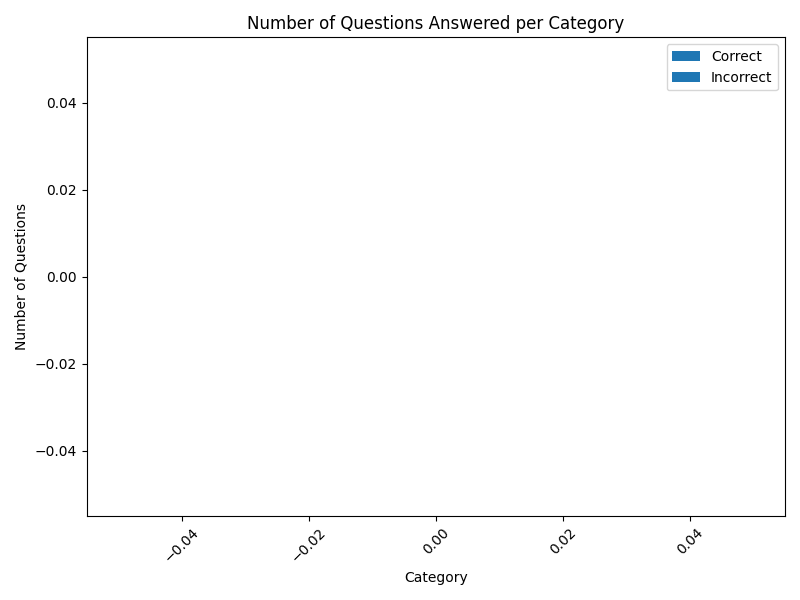 Number of Questions Answered per Category
Correct
Incorrect
0.04
0.02
0.00
−0.02
−0.04
Number of Questions
−0.04
−0.02
0.00
0.02
0.04
Category